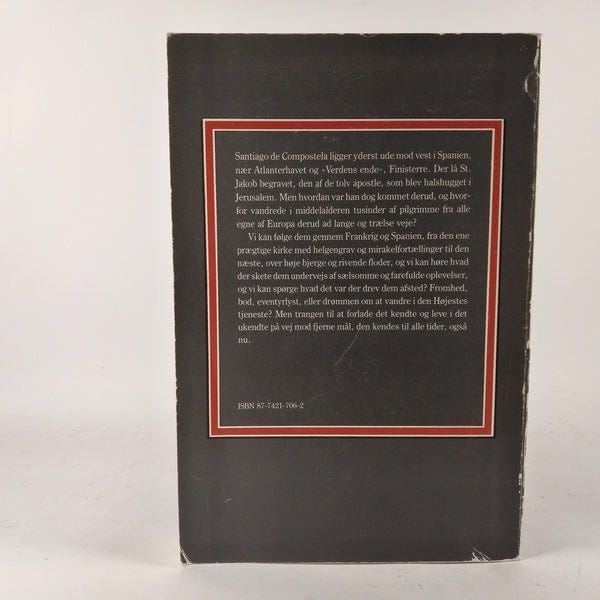 Santiago de Compostela ligger yderst ude mod vest i Spanien,
nær Atlanterhavet og »Verdens ende«, Finisterre. Der lå St.
Jakob begravet, den af de tolv apostle, som blev halshugget i
Jerusalem. Men hvordan var han dog kommet derud, og hvor-
for vandrede i middelalderen tusinder af pilgrimme fra alle
egne af Europa derud ad lange og trælse veje?
Vi kan følge dem gennem Frankrig og Spanien, fra den ene
prægtige kirke med helgengrav og mirakelfortællinger til den
næste, over høje bjerge og rivende floder, og vi kan høre hvad
der skete dem undervejs af sælsomme og farefulde oplevelser,
og vi kan spørge hvad det var der drev dem afsted? Fromhed,
bod, eventyrlyst, eller drømmen om at vandre i den Højestes
tjeneste? Men trangen til at forlade det kendte og leve i det
ukendte på vej mod fjerne mål, den kendes til alle tider, også
nu.
ISBN 87-7421-706-2